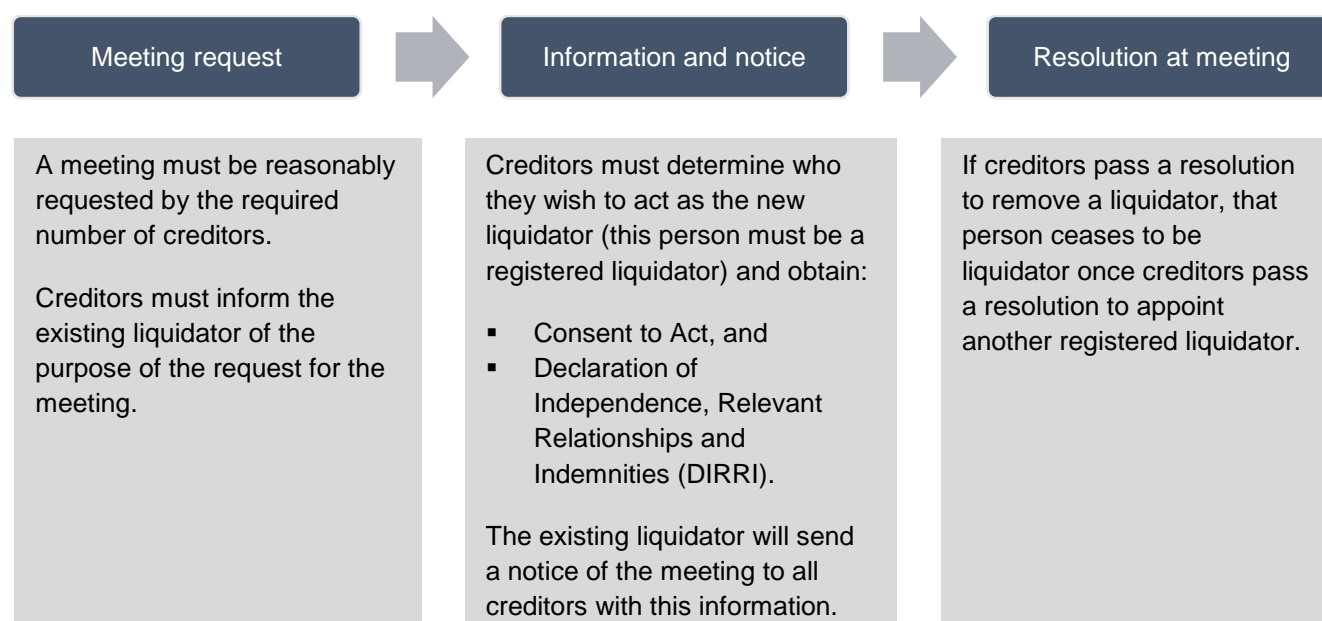 Meeting request
Information and notice
Resolution at meeting
A meeting must be reasonably
requested by the required
number of creditors.
Creditors must inform the
existing liquidator of the
purpose of the request for the
meeting.
Creditors must determine who
they wish to act as the new
liquidator (this person must be a
registered liquidator) and obtain:
▪ Consent to Act, and
▪ Declaration of
Independence, Relevant
Relationships and
Indemnities (DIRRI).
The existing liquidator will send
a notice of the meeting to all
creditors with this information.
If creditors pass a resolution
to remove a liquidator, that
person ceases to be
liquidator once creditors pass
a resolution to appoint
another registered liquidator.